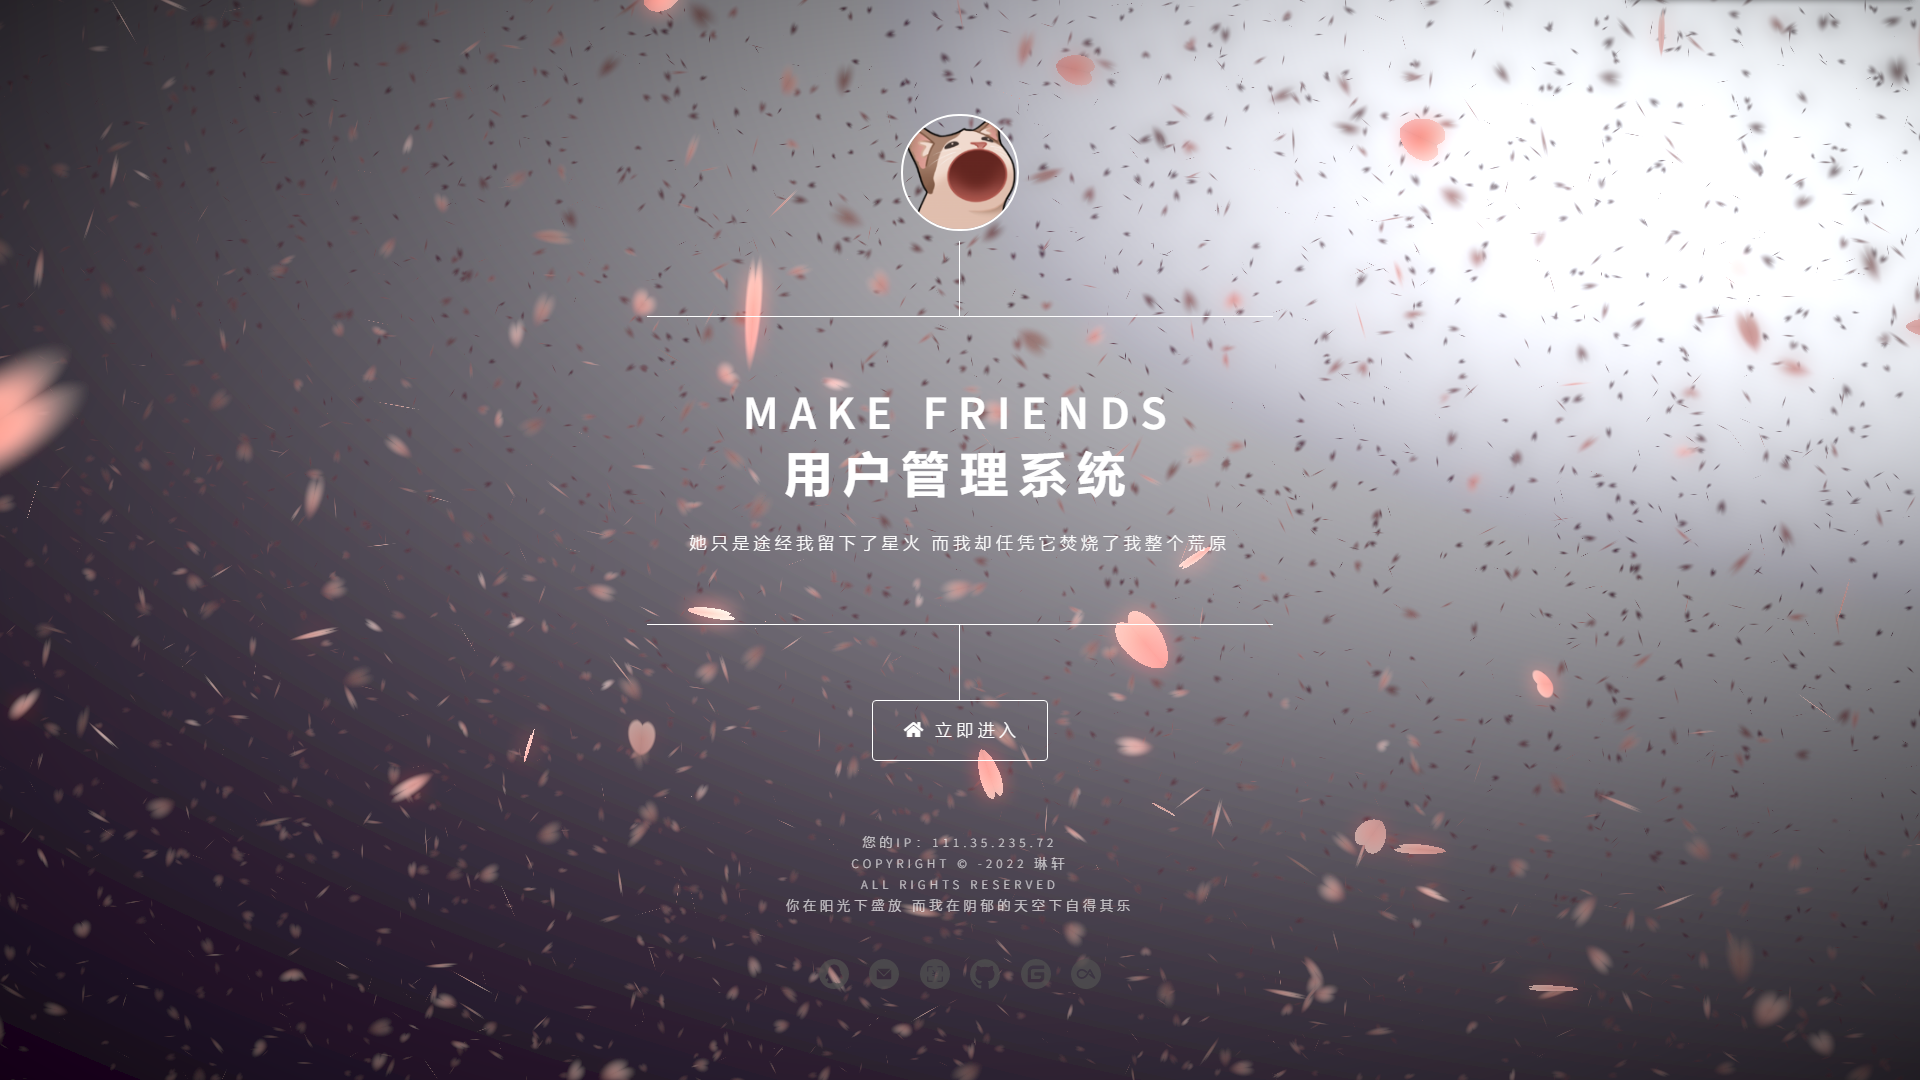 MAKE FRIENDS
用户管理系统
她只是途经我留下了星火 而我却任凭它焚烧了我整个荒原
立即进入
您的IP：111.35.235.72
COPYRIGHT © -2022 琳轩
ALL RIGHTS RESERVED
你在阳光下盛放 而我在阴郁的天空下自得其乐